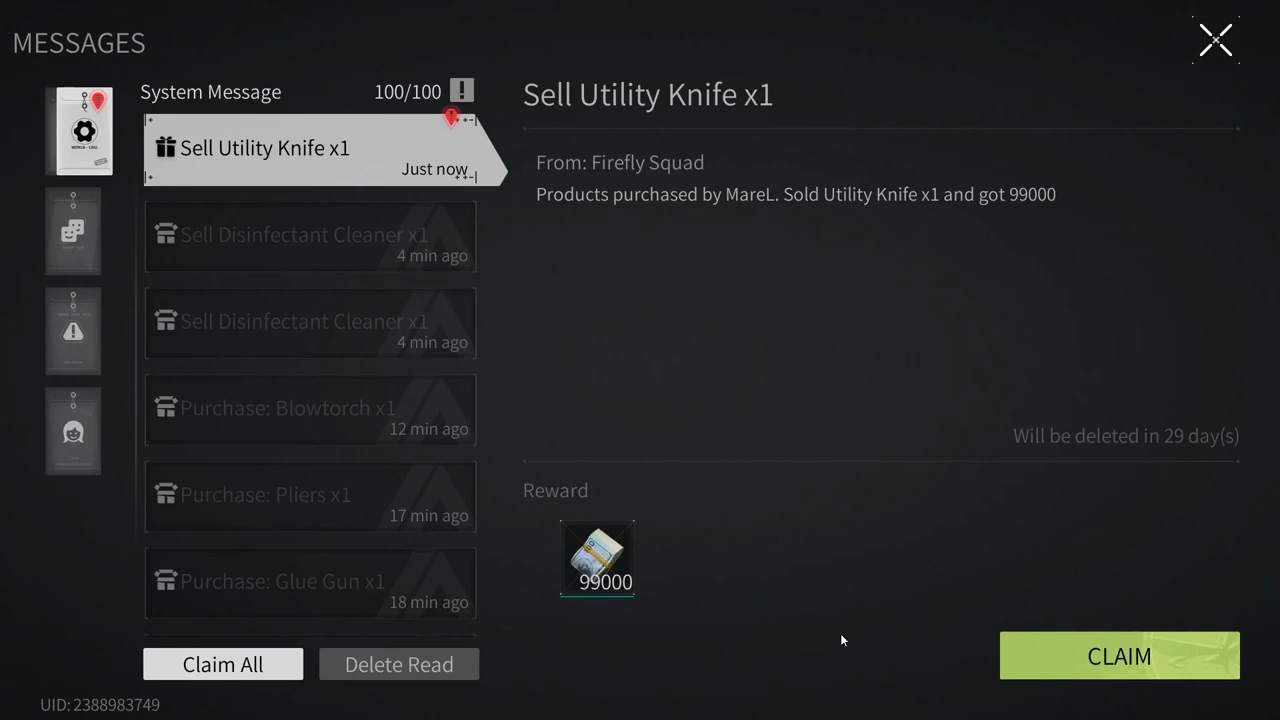 MESSAGES
System Message 100/100
Sell Utility Knife x1
Just now
Sell Disinfectant Cleaner x1
4 min ago
Sell Disinfectant Cleaner x1
4 min ago
Purchase: Blowtorch x1
12 min ago
Purchase: Pliers x1
17 min ago
Purchase: Glue Gun x1
18 min ago
Claim All
Delete Read
Sell Utility Knife x1
From: Firefly Squad
Products purchased by MareL. Sold Utility Knife x1 and got 99000
Will be deleted in 29 day(s)
Reward
99000
CLAIM
UID: 2388983749